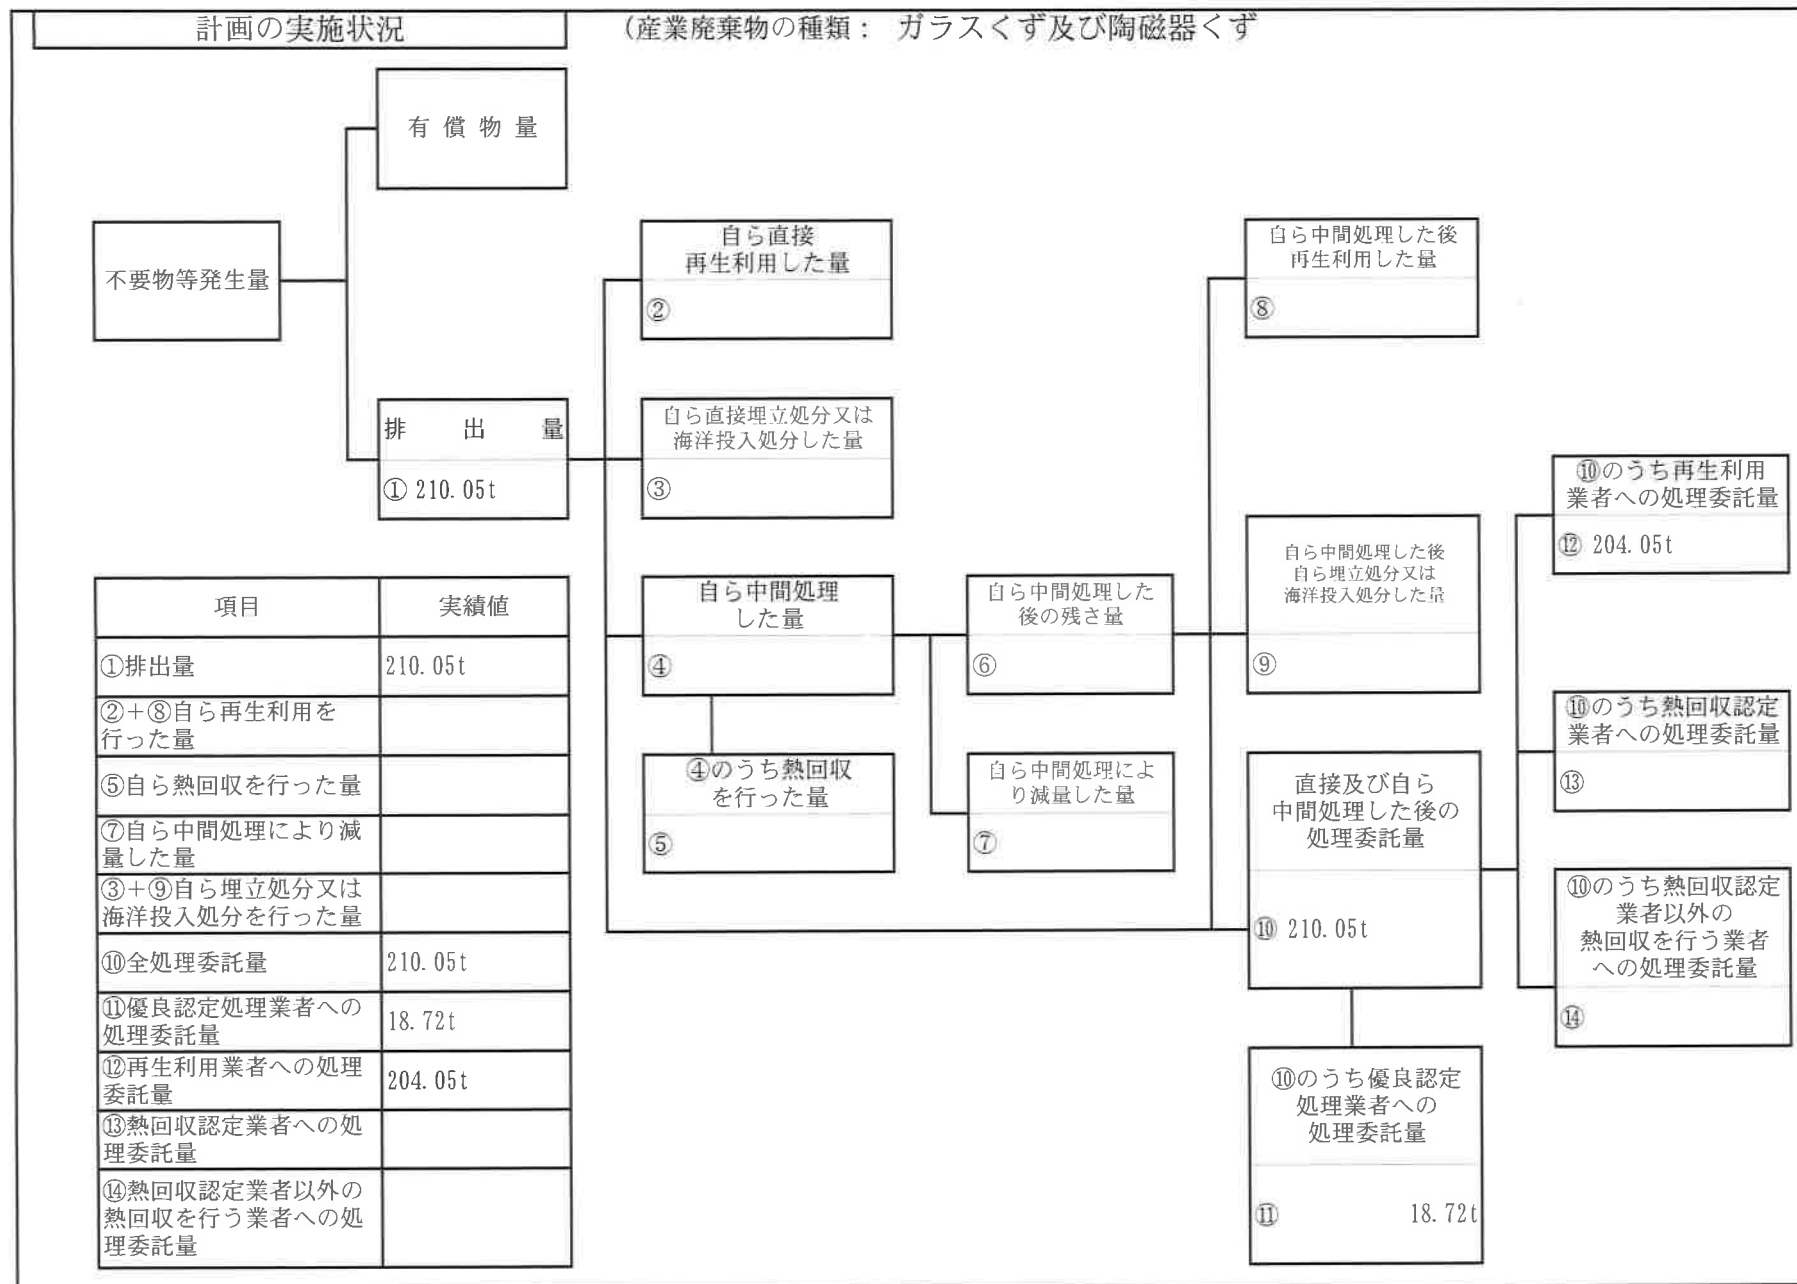 計画の実施状況
(産業廃棄物の種類: ガラスくず及び陶磁器くず
有償物量
不要物等発生量
排出量
① 210.05t
自ら直接
再生利用した量
②
自ら直接埋立処分又は
海洋投入処分した量
③
自ら中間処理
した量
④
④のうち熱回収
を行った量
⑤
自ら中間処理した
後の残さ量
⑥
自ら中間処理によ
り減量した量
⑦
自ら中間処理した後
再生利用した量
⑧
自ら中間処理した後
自ら埋立処分又は
海洋投入処分した量
⑨
直接及び自ら
中間処理した後の
処理委託量
⑩ 210.05t
⑩のうち優良認定
処理業者への
処理委託量
⑪ 18.72t
⑩のうち再生利用
業者への処理委託量
⑫ 204.05t
⑩のうち熱回収認定
業者への処理委託量
⑬
⑩のうち熱回収認定
業者以外の
熱回収を行う業者
への処理委託量
⑭
項目 実績値
①排出量 210.05t
②+⑧自ら再生利用を
行った量
⑤自ら熱回収を行った量
⑦自ら中間処理により減
量した量
③+⑨自ら埋立処分又は
海洋投入処分を行った量
⑩全処理委託量 210.05t
⑪優良認定処理業者への
処理委託量 18.72t
⑫再生利用業者への処理
委託量 204.05t
⑬熱回収認定業者への処
理委託量
⑭熱回収認定業者以外の
熱回収を行う業者への処
理委託量